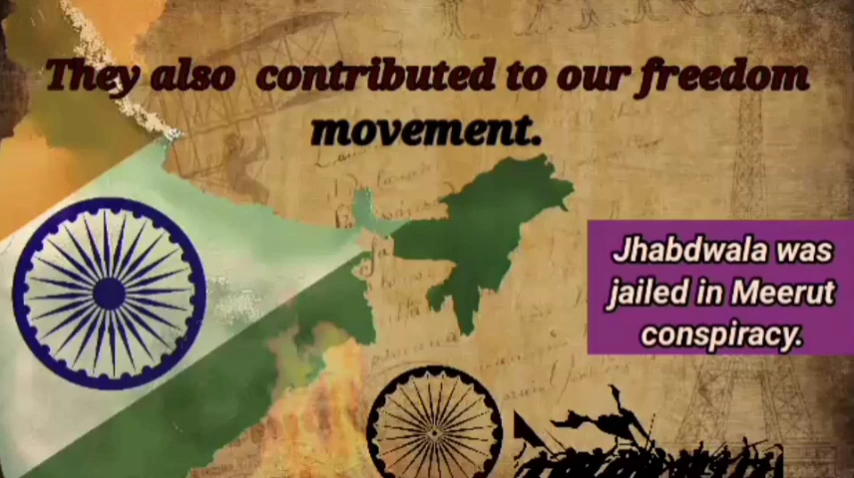 They also contributed to our freedom
movement.
Jhabdwala was
jailed in Meerut
conspiracy.